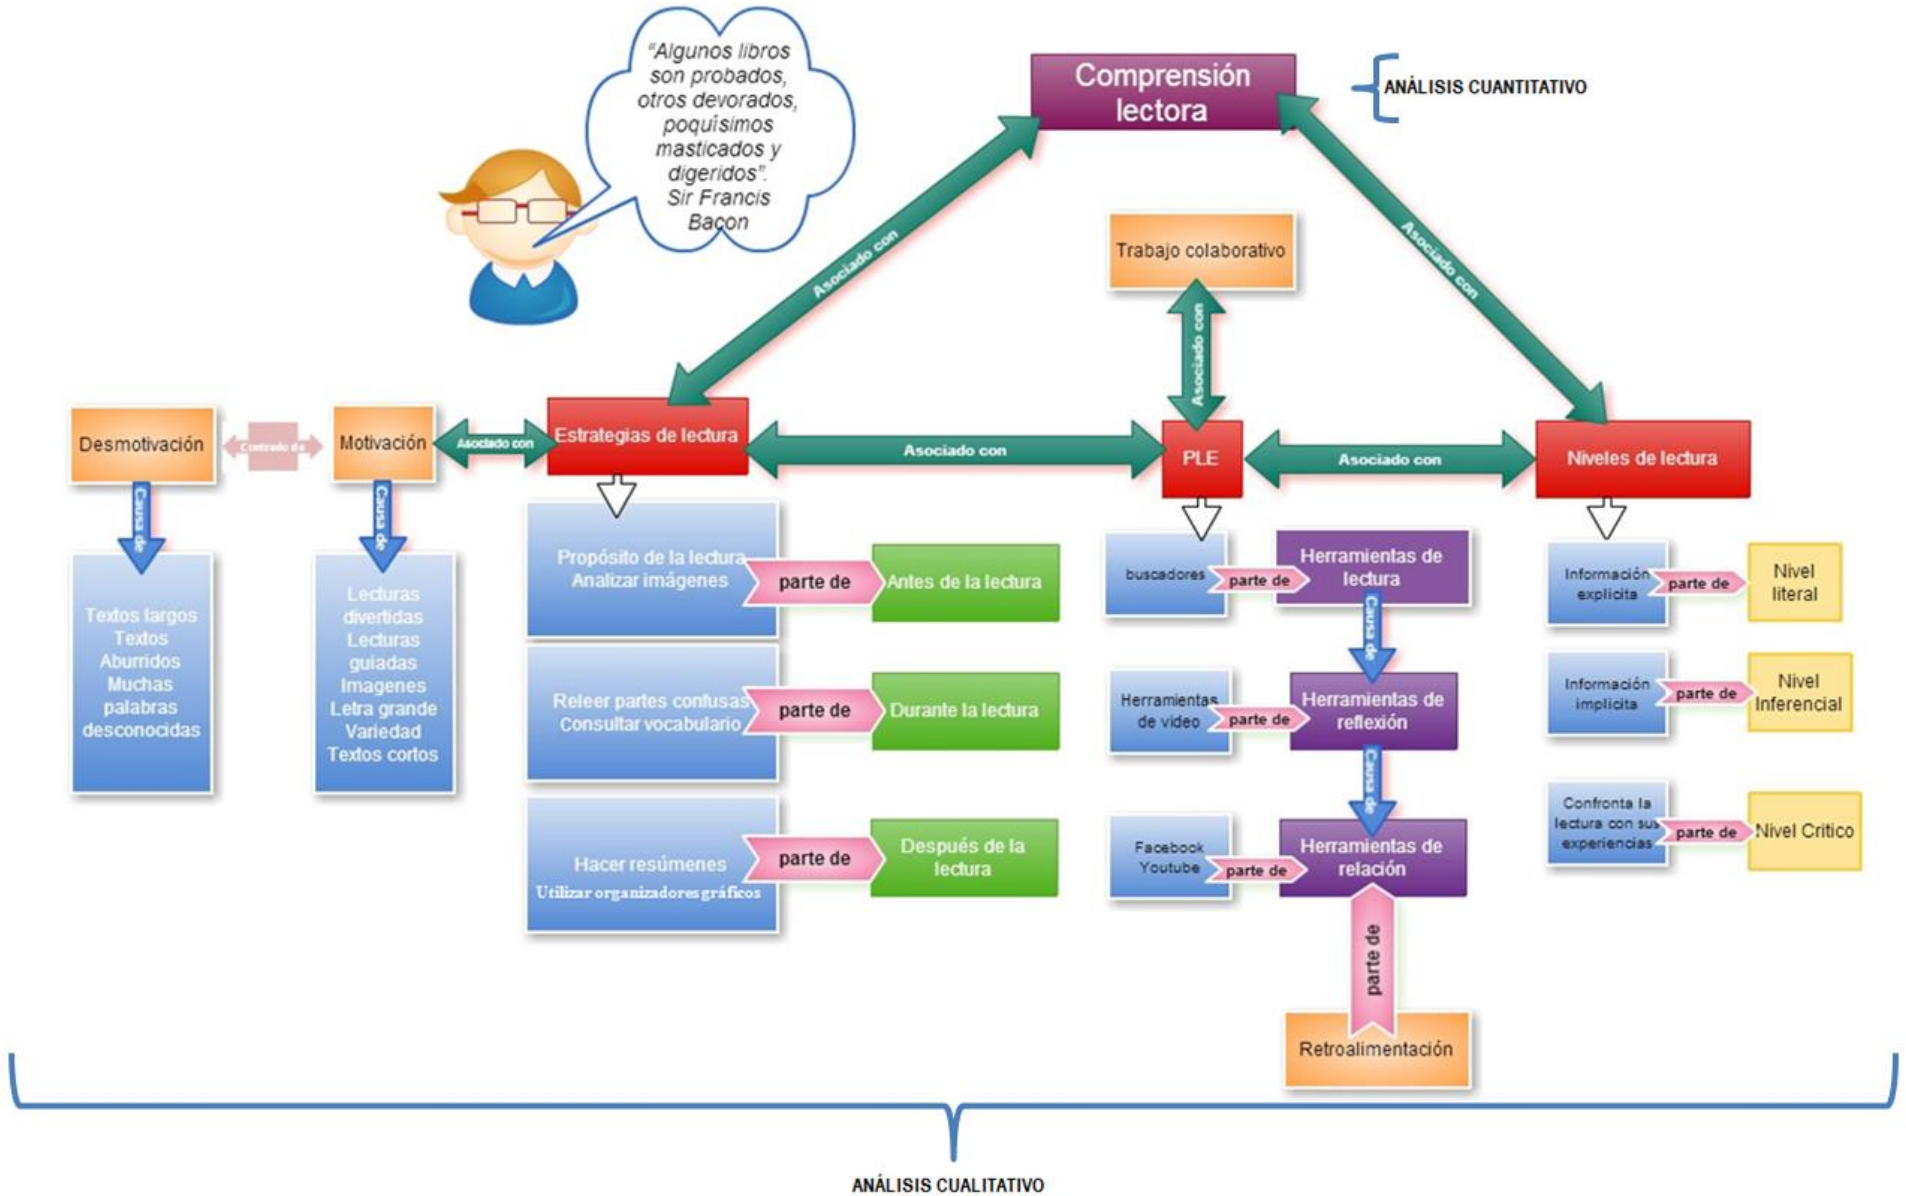 “Algunos libros
son probados,
otros devorados,
poquísimos
masticados y
digeridos”.
Sir Francis
Bacon
Comprensión
lectora
ANÁLISIS CUANTITATIVO
Asociado con
Asociado con
Trabajo colaborativo
Asociado con
Desmotivación
Motivación
Asociado con
Estrategias de lectura
Asociado con
PLE
Asociado con
Niveles de lectura
Causa de
Textos largos
Textos
Aburridos
Muchas
palabras
desconocidas
Causa de
Lecturas
divertidas
Lecturas
guiadas
Imagenes
Letra grande
Variedad
Textos cortos
Propósito de la lectura
Analizar imágenes
parte de
Antes de la lectura
Releer partes confusas
Consultar vocabulario
parte de
Durante la lectura
Hacer resúmenes
Utilizar organizadores gráficos
parte de
Después de la
lectura
buscadores
parte de
Herramientas de
lectura
Causa de
Herramientas
de video
parte de
Herramientas de
reflexión
Causa de
Facebook
Youtube
parte de
Herramientas de
relación
parte de
Retroalimentación
Información
explicita
parte de
Nivel
literal
Información
implicita
parte de
Nivel
Inferencial
Confronta la
lectura con sus
experiencias
parte de
Nivel Critico
ANÁLISIS CUALITATIVO